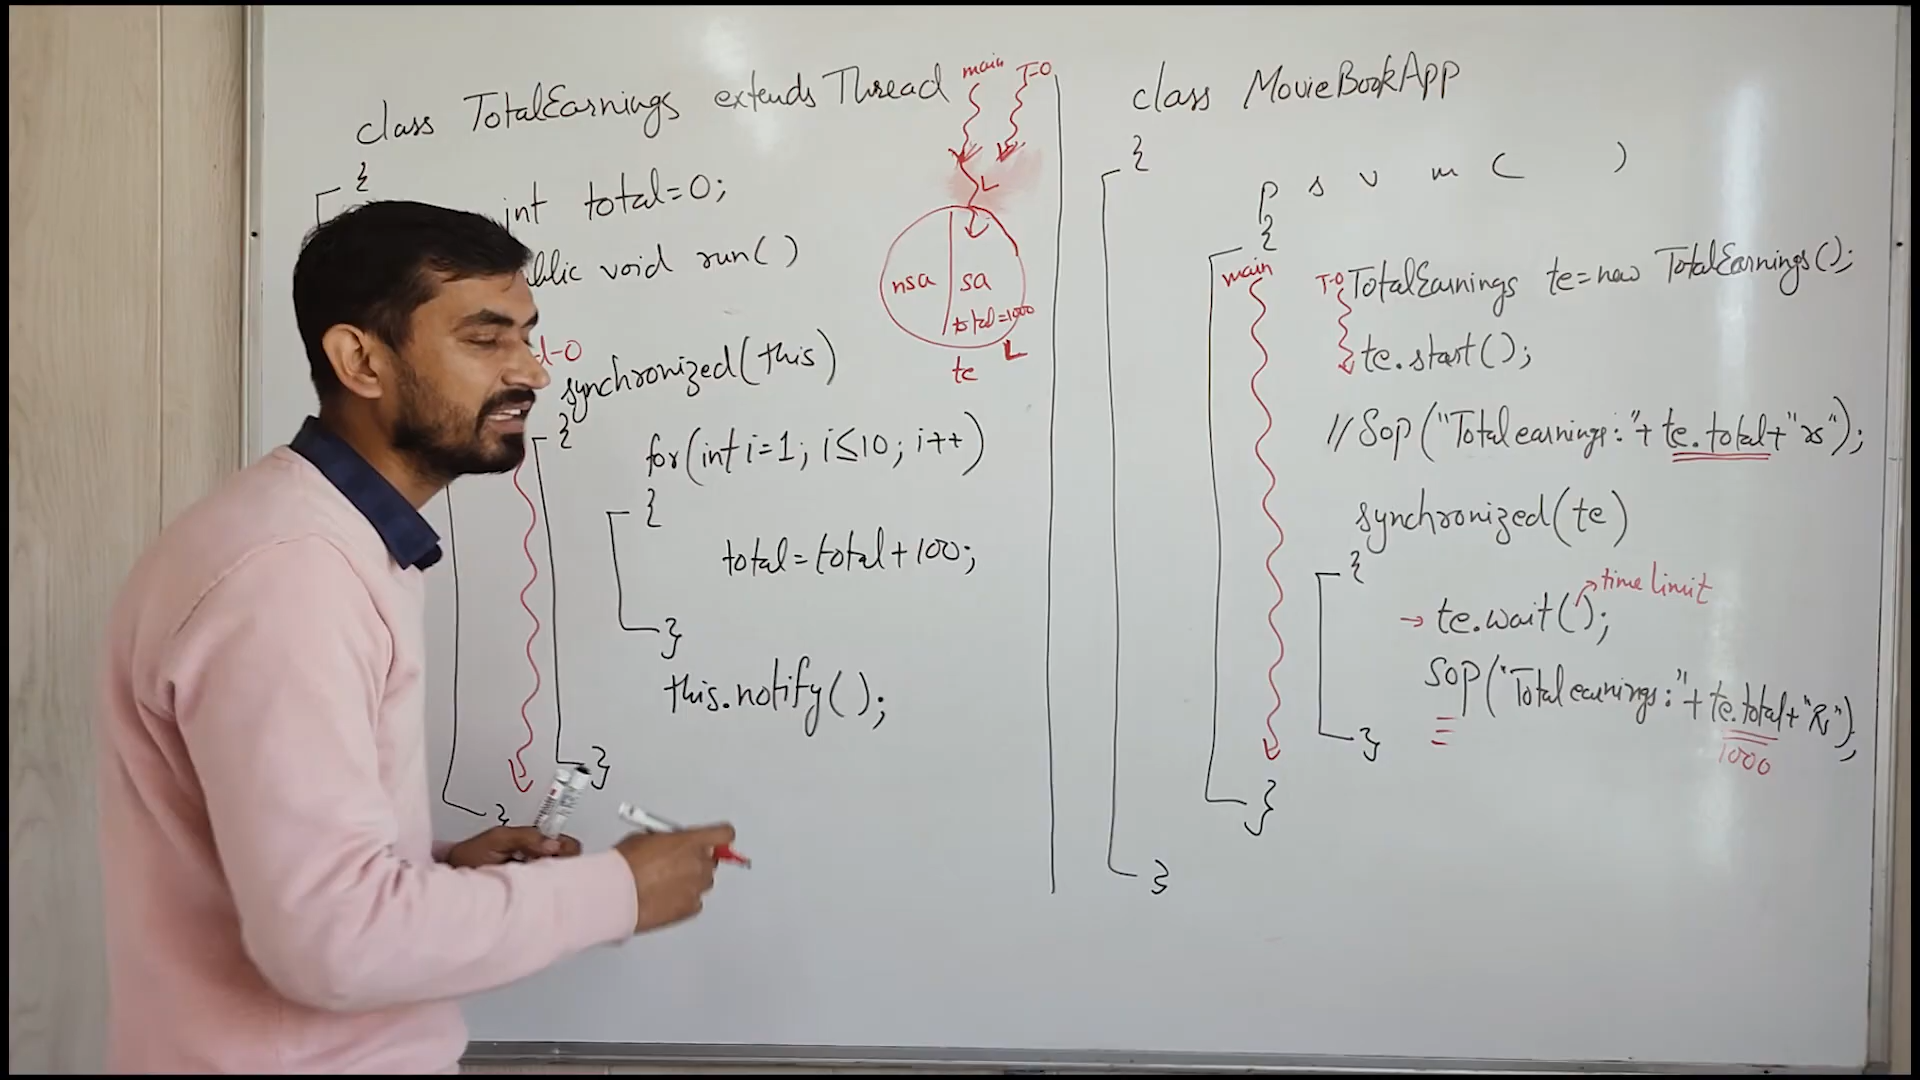 class TotalEarnings extends Thread
{
int total=0;
void run()
synchronized(this)
{
for(int i=1; i≤10; i++)
{
total=total+100;
}
this.notify();
}
}
main T-0
nsa sa
total=1000
L
L
te
class MovieBookApp
{
p s v m ( )
{
main
T-0
TotalEarnings te=new TotalEarnings();
te.start();
//Sop("Total earnings:"+te.total+"rs");
synchronized(te)
{
→ te.wait(); time limit
SOP("Total earnings:"+te.total+"Rs");
1000
}
}
}